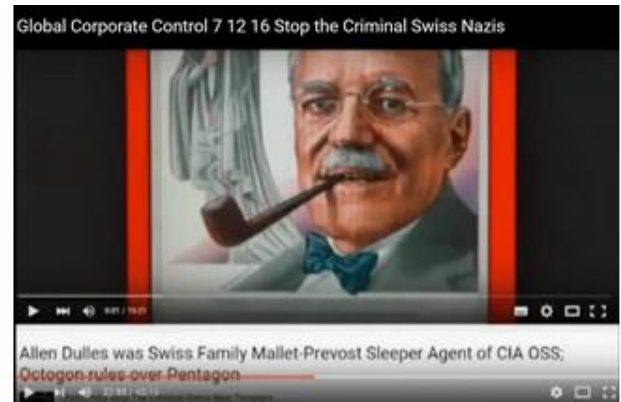 Global Corporate Control 7 12 16 Stop the Criminal Swiss Nazis
Allen Dulles was Swiss Family Mallet-Prevost Sleeper Agent of CIA OSS;
Octogon rules over Pentagon